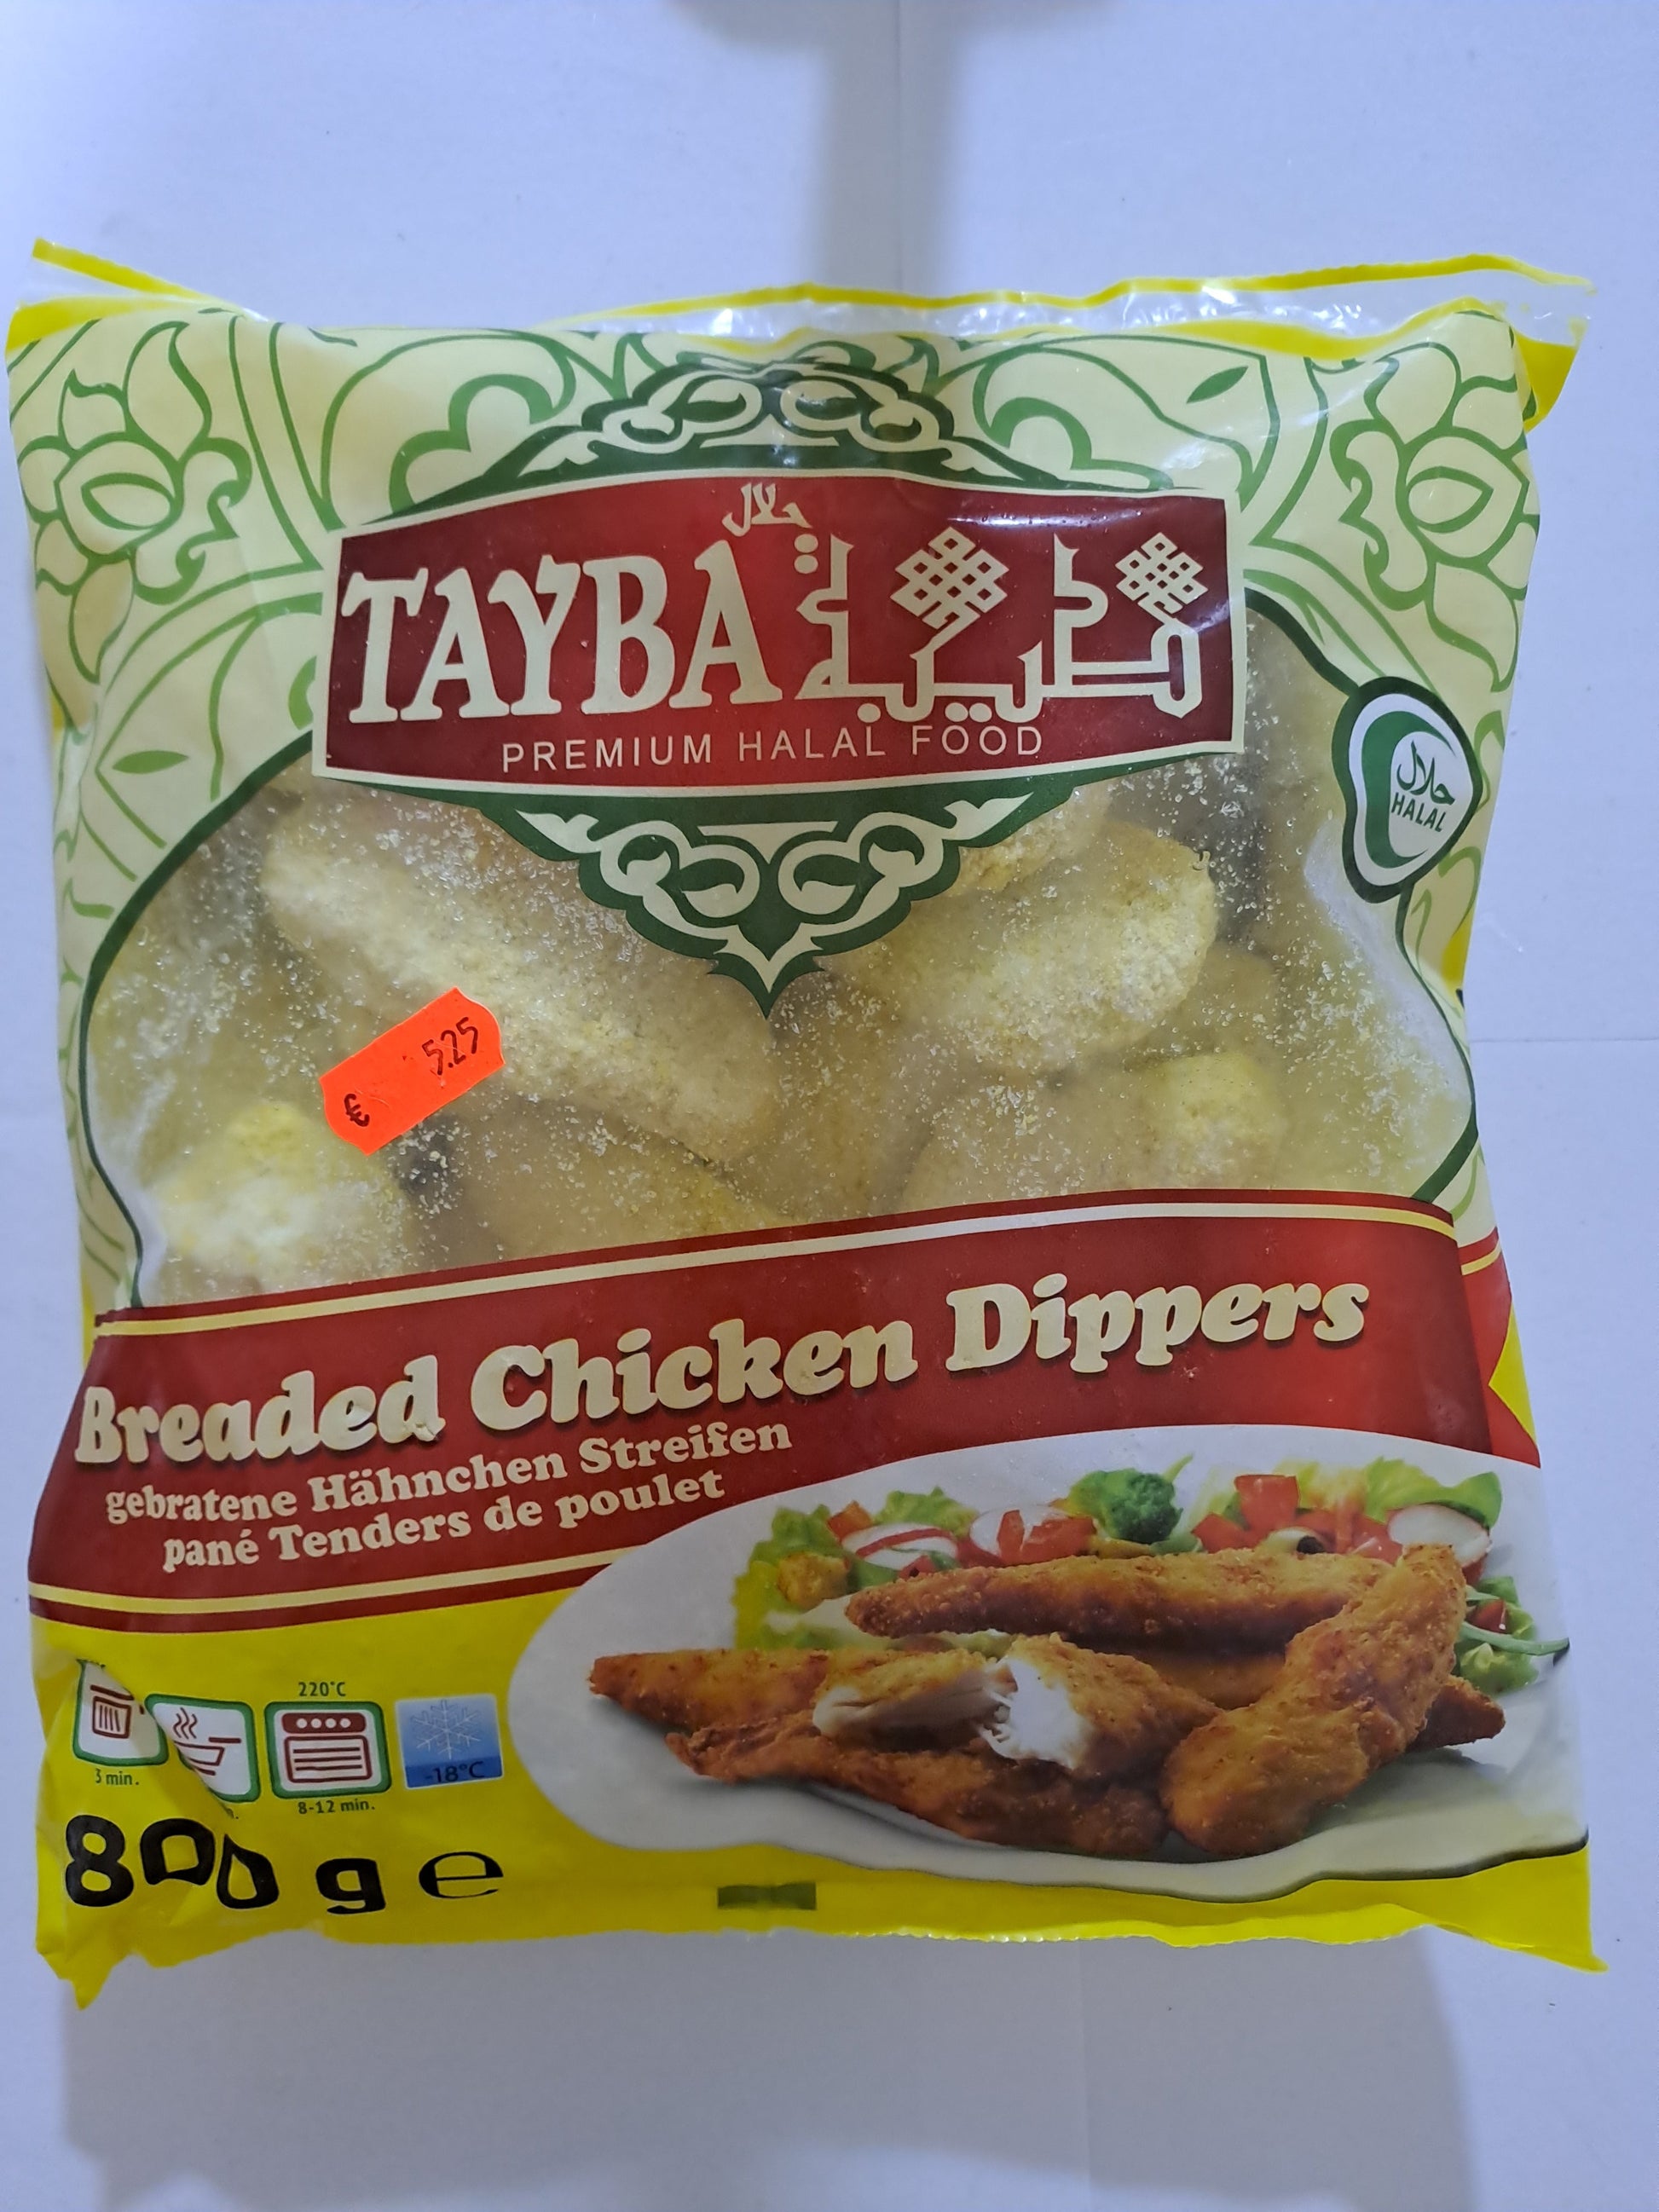 حلال
TAYBA طيبة
PREMIUM HALAL FOOD
حلال
HALAL
€ 5.25
Breaded Chicken Dippers
gebratene Hähnchen Streifen
pané Tenders de poulet
220°C
-18°C
3 min.
8-12 min.
800 g e